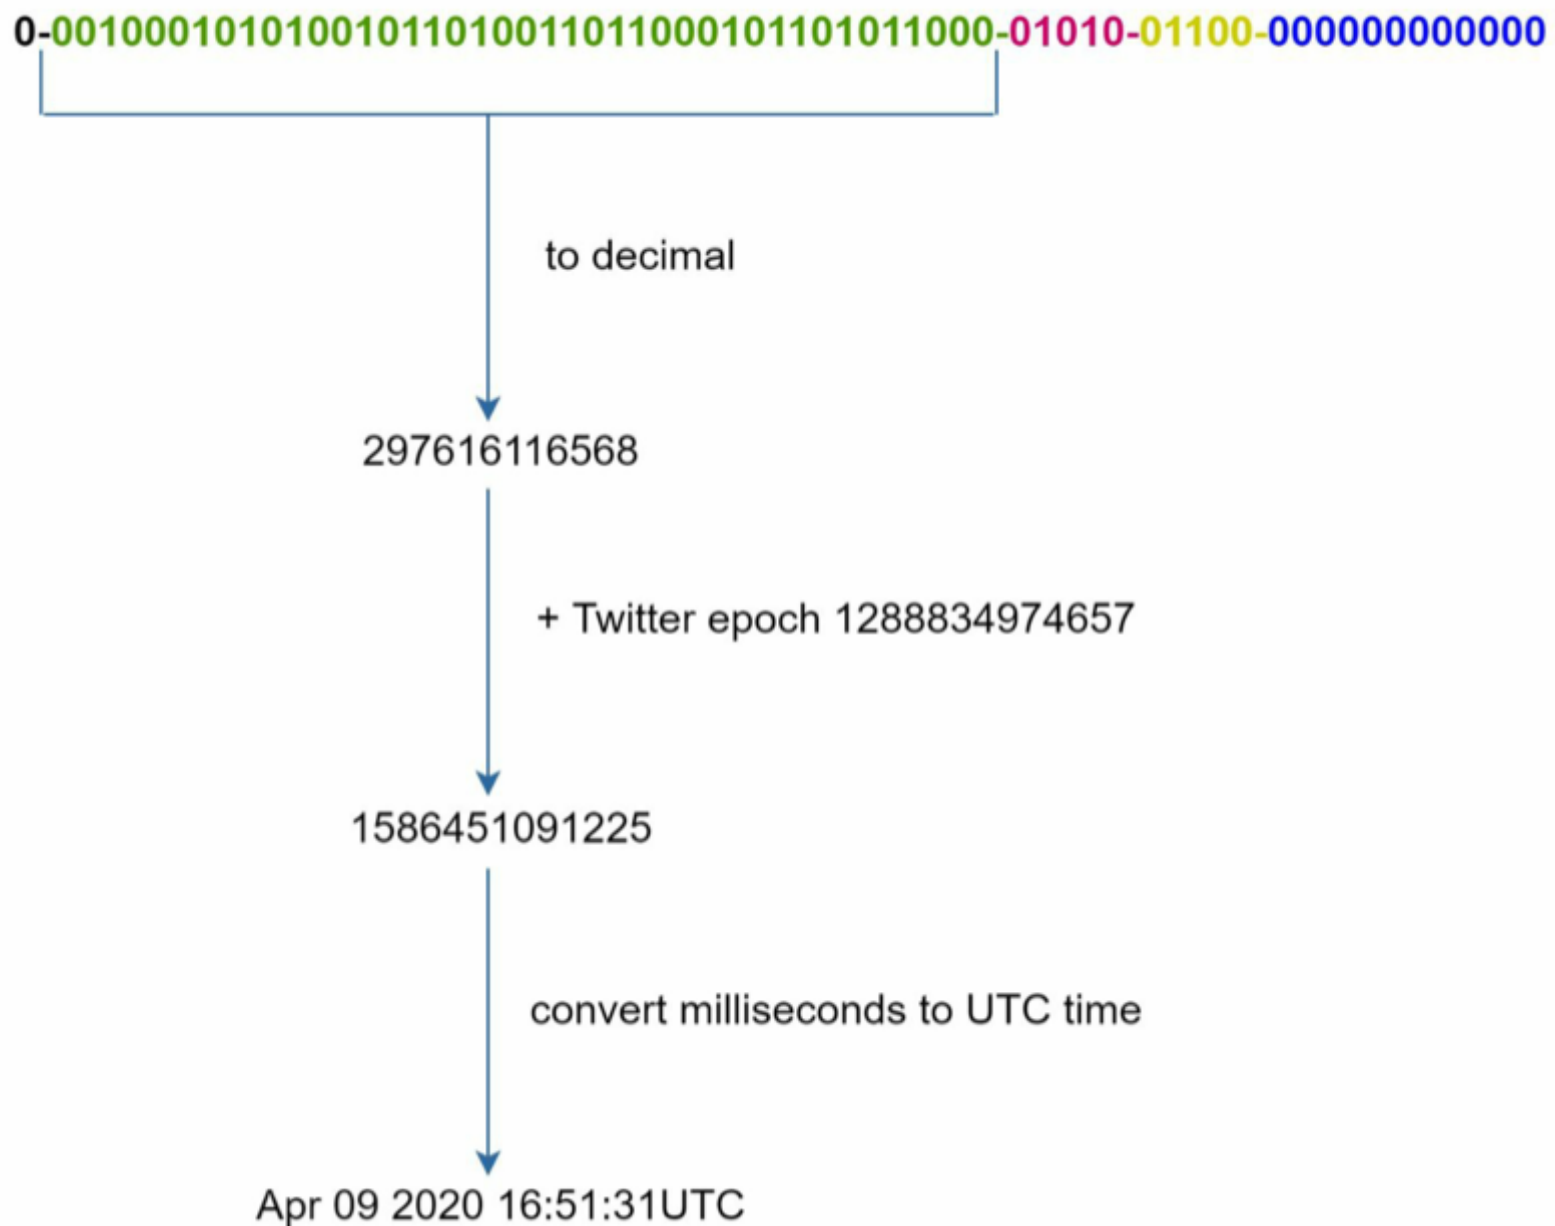 0-00100010101001011010011011000101101011000-01010-01100-000000000000
to decimal
297616116568
+ Twitter epoch 1288834974657
1586451091225
convert milliseconds to UTC time
Apr 09 2020 16:51:31UTC